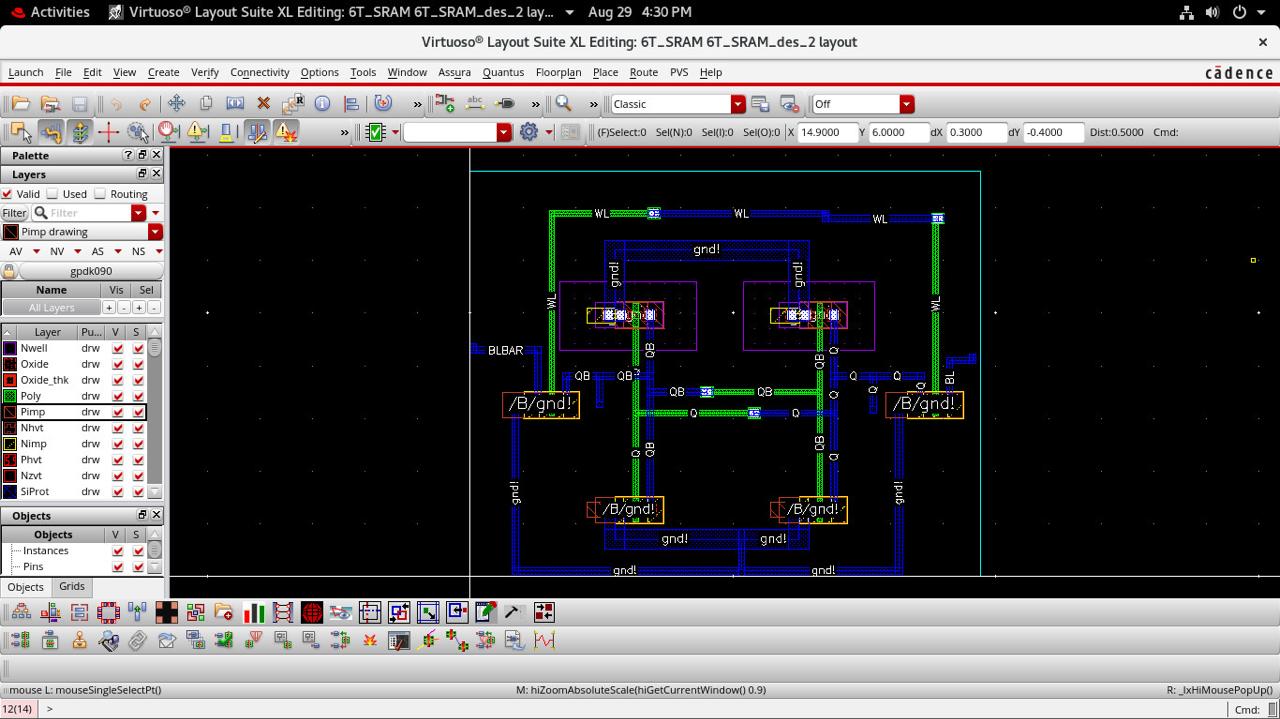 Activities Virtuoso® Layout Suite XL Editing: 6T_SRAM 6T_SRAM_des_2 lay... Aug 29 4:30 PM
Virtuoso® Layout Suite XL Editing: 6T_SRAM 6T_SRAM_des_2 layout ×
Launch File Edit View Create Verify Connectivity Options Tools Window Assura Quantus Floorplan Place Route PVS Help cādence
» abc » » Classic Off
» (F)Select:0 Sel(N):0 Sel(I):0 Sel(O):0 X 14.9000 Y 6.0000 dX 0.3000 dY -0.4000 Dist:0.5000 Cmd:
Palette
Layers
Valid Used Routing
Filter Filter
Pimp drawing
AV NV AS NS
gpdk090
Name Vis Sel
All Layers + - + -
Layer Pu... V S
Nwell drw
Oxide drw
Oxide_thk drw
Poly drw
Pimp drw
Nhvt drw
Nimp drw
Phvt drw
Nzvt drw
SiProt drw
Objects
Objects V S
Instances
Pins
Objects Grids
WL WL WL
gnd!
gnd! gnd!
WL WL
BLBAR QB QB
QB QB Q Q Q BL
QB QB Q Q
Q Q
/B/gnd! /B/gnd!
Q QB QB Q
gnd! gnd!
/B/gnd! /B/gnd!
gnd! gnd!
gnd! gnd!
mouse L: mouseSingleSelectPt() M: hiZoomAbsoluteScale(hiGetCurrentWindow() 0.9) R: _lxHiMousePopUp()
12(14) > Cmd: